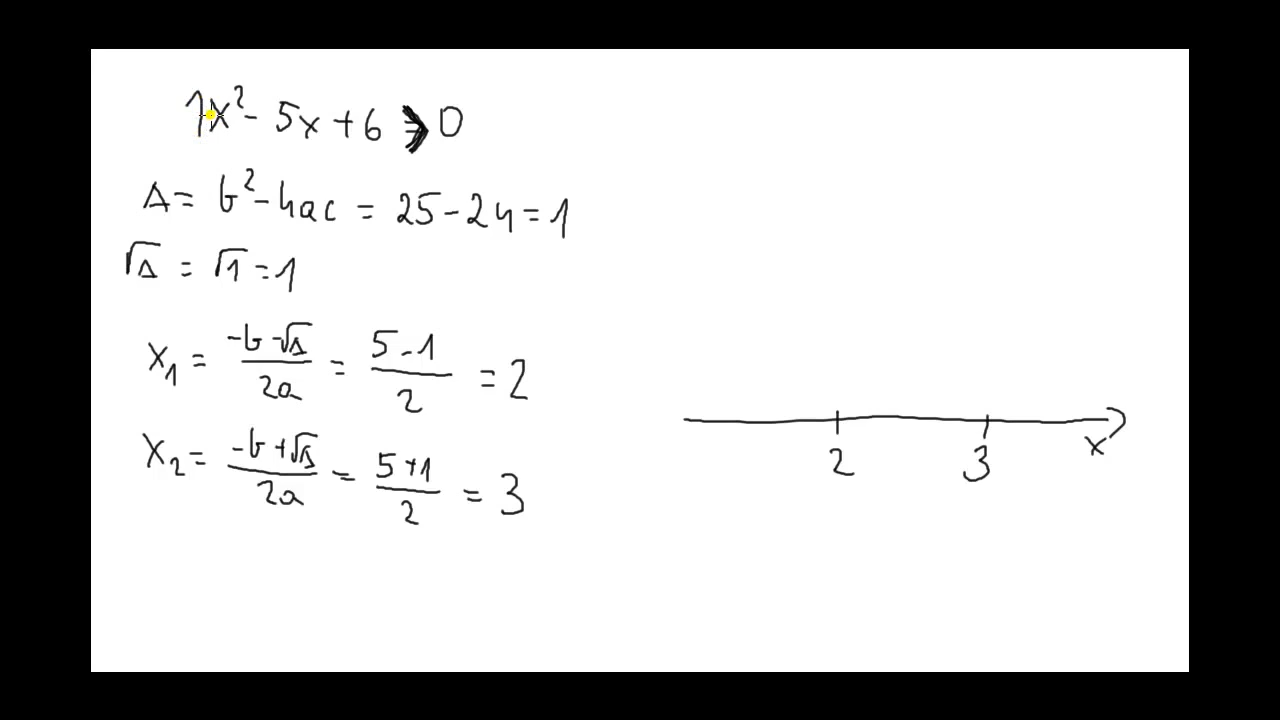 1x² - 5x + 6 > 0
Δ = b² - 4ac = 25 - 24 = 1
√Δ = √1 = 1
x₁ = (-b - √Δ)/(2a) = (5 - 1)/2 = 2
x₂ = (-b + √Δ)/(2a) = (5 + 1)/2 = 3
2 3 x